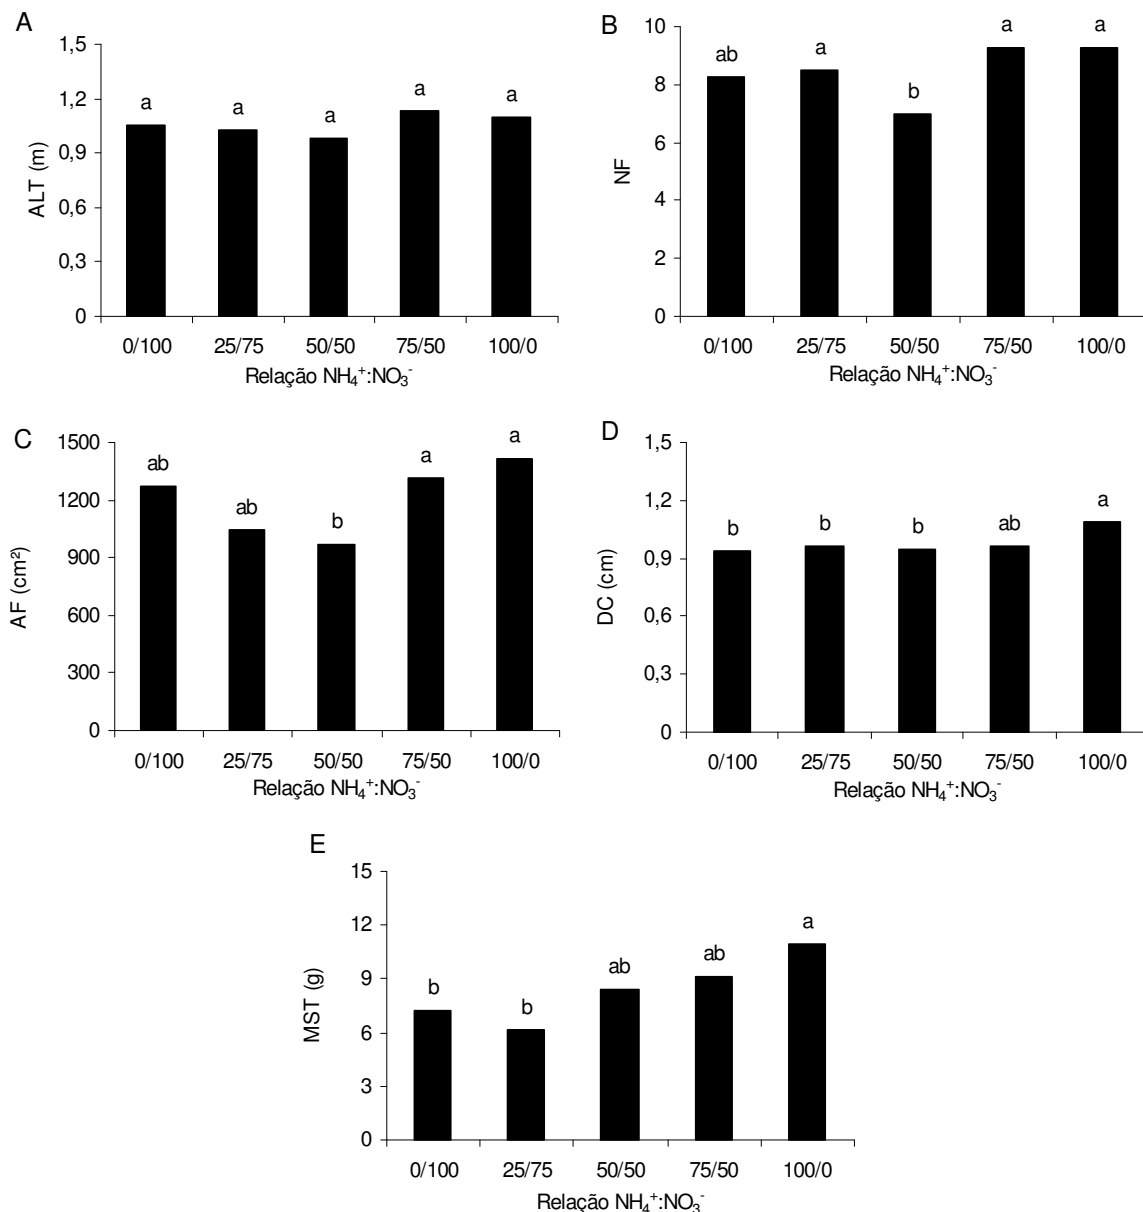 A
1,5
1,2
0,9
0,6
0,3
0
ALT (m)
a a a a a
0/100 25/75 50/50 75/50 100/0
Relação NH₄⁺:NO₃⁻
B
10
8
6
4
2
0
NF
ab a b a a
0/100 25/75 50/50 75/50 100/0
Relação NH₄⁺:NO₃⁻
C
1500
1200
900
600
300
0
AF (cm²)
ab ab b a a
0/100 25/75 50/50 75/50 100/0
Relação NH₄⁺:NO₃⁻
D
1,5
1,2
0,9
0,6
0,3
0
DC (cm)
b b b ab a
0/100 25/75 50/50 75/50 100/0
Relação NH₄⁺:NO₃⁻
E
15
12
9
6
3
0
MST (g)
b b ab ab a
0/100 25/75 50/50 75/50 100/0
Relação NH₄⁺:NO₃⁻